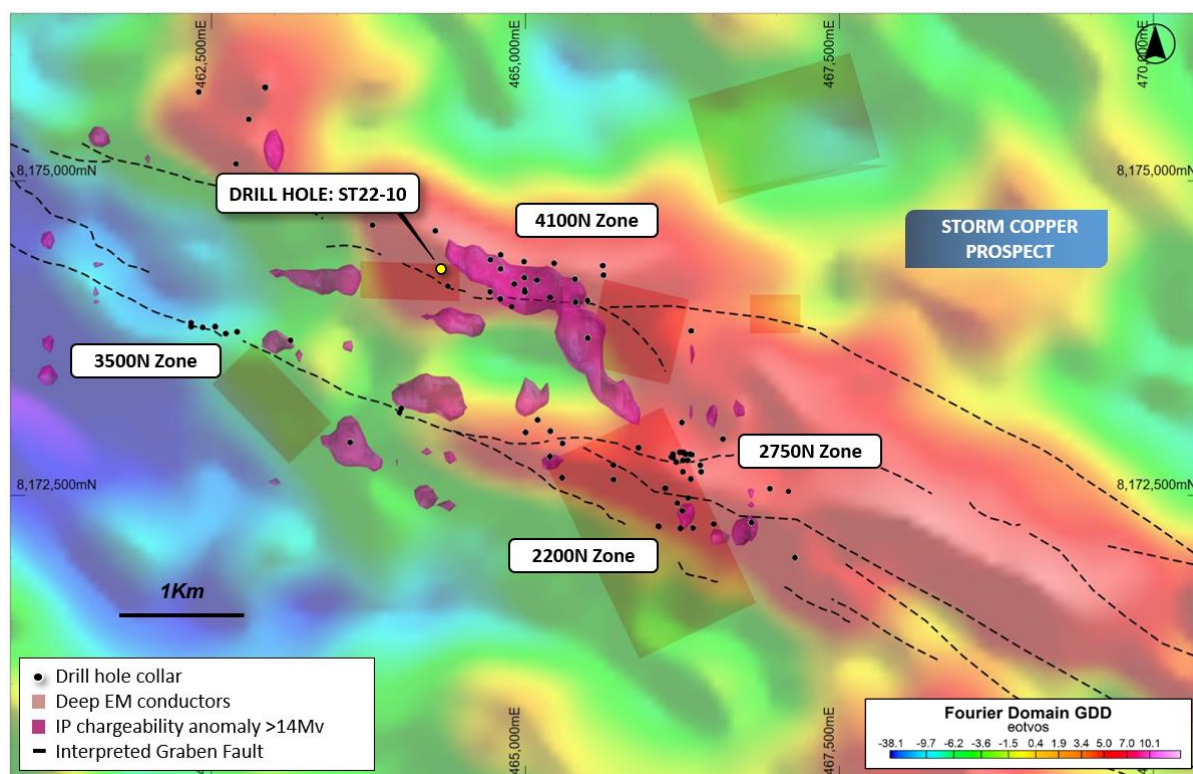 462,500mE
465,000mE
467,500mE
470,000mE
8,175,000mN
8,175,000mN
DRILL HOLE: ST22-10
4100N Zone
STORM COPPER
PROSPECT
3500N Zone
2750N Zone
8,172,500mN
8,172,500mN
2200N Zone
1Km
Drill hole collar
Deep EM conductors
IP chargeability anomaly >14Mv
Interpreted Graben Fault
462,500mE
465,000mE
467,500mE
Fourier Domain GDD
eotvos
-38.1 -9.7 -6.2 -3.6 -1.5 0.4 1.9 3.4 5.0 7.0 10.1